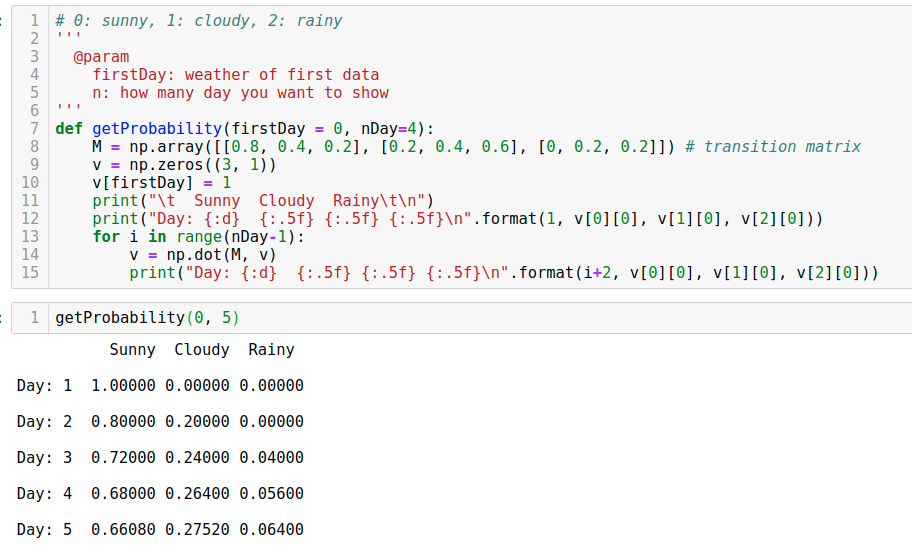 1 # 0: sunny, 1: cloudy, 2: rainy
2 '''
3   @param
4     firstDay: weather of first data
5     n: how many day you want to show
6 '''
7 def getProbability(firstDay = 0, nDay=4):
8     M = np.array([[0.8, 0.4, 0.2], [0.2, 0.4, 0.6], [0, 0.2, 0.2]]) # transition matrix
9     v = np.zeros((3, 1))
10     v[firstDay] = 1
11     print("\t  Sunny  Cloudy  Rainy\t\n")
12     print("Day: {:d}  {:.5f} {:.5f} {:.5f}\n".format(1, v[0][0], v[1][0], v[2][0]))
13     for i in range(nDay-1):
14         v = np.dot(M, v)
15         print("Day: {:d}  {:.5f} {:.5f} {:.5f}\n".format(i+2, v[0][0], v[1][0], v[2][0]))
1 getProbability(0, 5)
Sunny  Cloudy  Rainy
Day: 1  1.00000 0.00000 0.00000
Day: 2  0.80000 0.20000 0.00000
Day: 3  0.72000 0.24000 0.04000
Day: 4  0.68000 0.26400 0.05600
Day: 5  0.66080 0.27520 0.06400